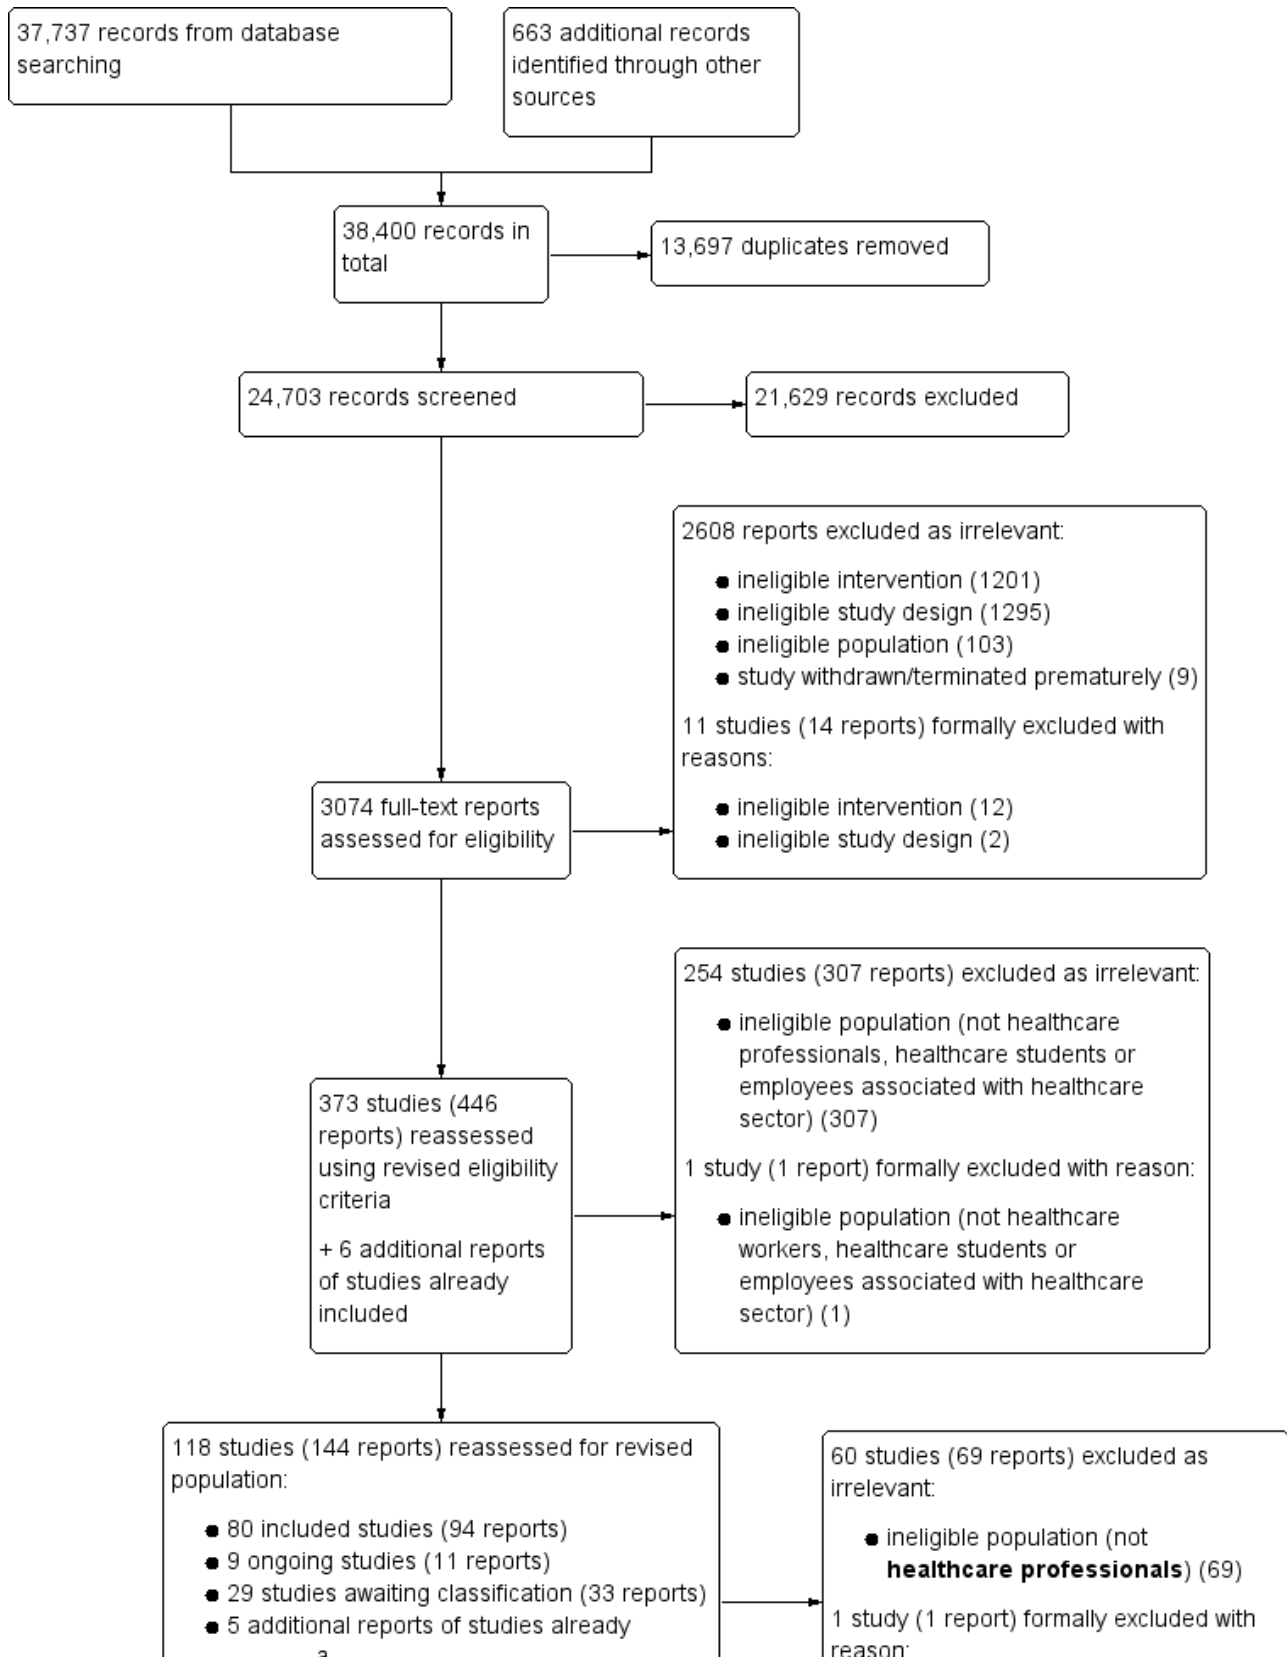 37,737 records from database
searching
663 additional records
identified through other
sources
38,400 records in
total
13,697 duplicates removed
24,703 records screened
21,629 records excluded
2608 reports excluded as irrelevant:
● ineligible intervention (1201)
● ineligible study design (1295)
● ineligible population (103)
● study withdrawn/terminated prematurely (9)
11 studies (14 reports) formally excluded with
reasons:
● ineligible intervention (12)
● ineligible study design (2)
3074 full-text reports
assessed for eligibility
254 studies (307 reports) excluded as irrelevant:
● ineligible population (not healthcare
professionals, healthcare students or
employees associated with healthcare
sector) (307)
1 study (1 report) formally excluded with reason:
● ineligible population (not healthcare
workers, healthcare students or
employees associated with healthcare
sector) (1)
373 studies (446
reports) reassessed
using revised eligibility
criteria
+ 6 additional reports
of studies already
included
118 studies (144 reports) reassessed for revised
population:
● 80 included studies (94 reports)
● 9 ongoing studies (11 reports)
● 29 studies awaiting classification (33 reports)
● 5 additional reports of studies already
a
60 studies (69 reports) excluded as
irrelevant:
● ineligible population (not
healthcare professionals) (69)
1 study (1 report) formally excluded with
reason: